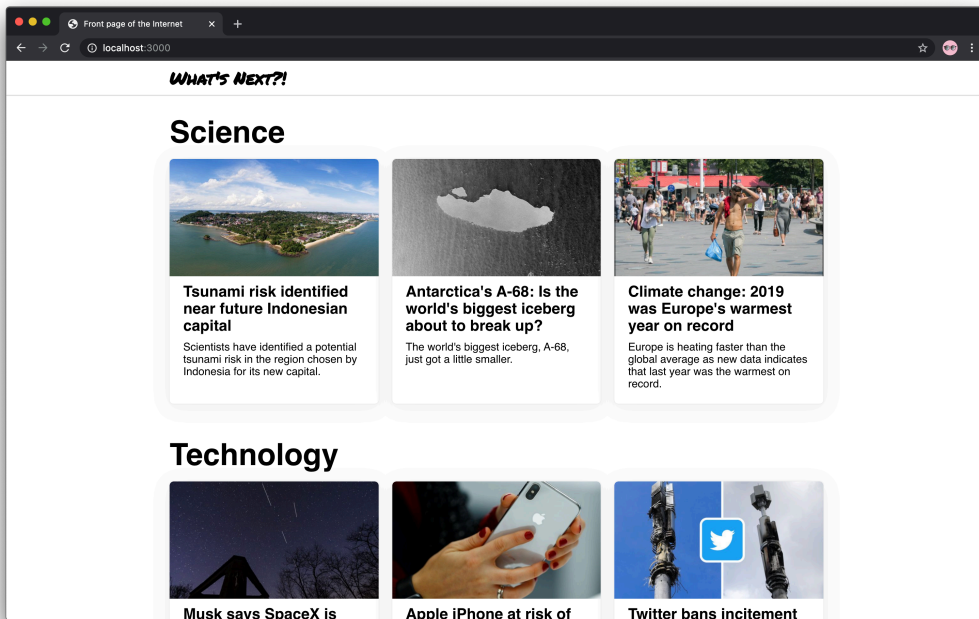 Front page of the Internet
localhost:3000
WHAT'S NEXT?!
Science
Tsunami risk identified
near future Indonesian
capital
Scientists have identified a potential
tsunami risk in the region chosen by
Indonesia for its new capital.
Antarctica's A-68: Is the
world's biggest iceberg
about to break up?
The world's biggest iceberg, A-68,
just got a little smaller.
Climate change: 2019
was Europe's warmest
year on record
Europe is heating faster than the
global average as new data indicates
that last year was the warmest on
record.
Technology
Musk says SpaceX is
Apple iPhone at risk of
Twitter bans incitement